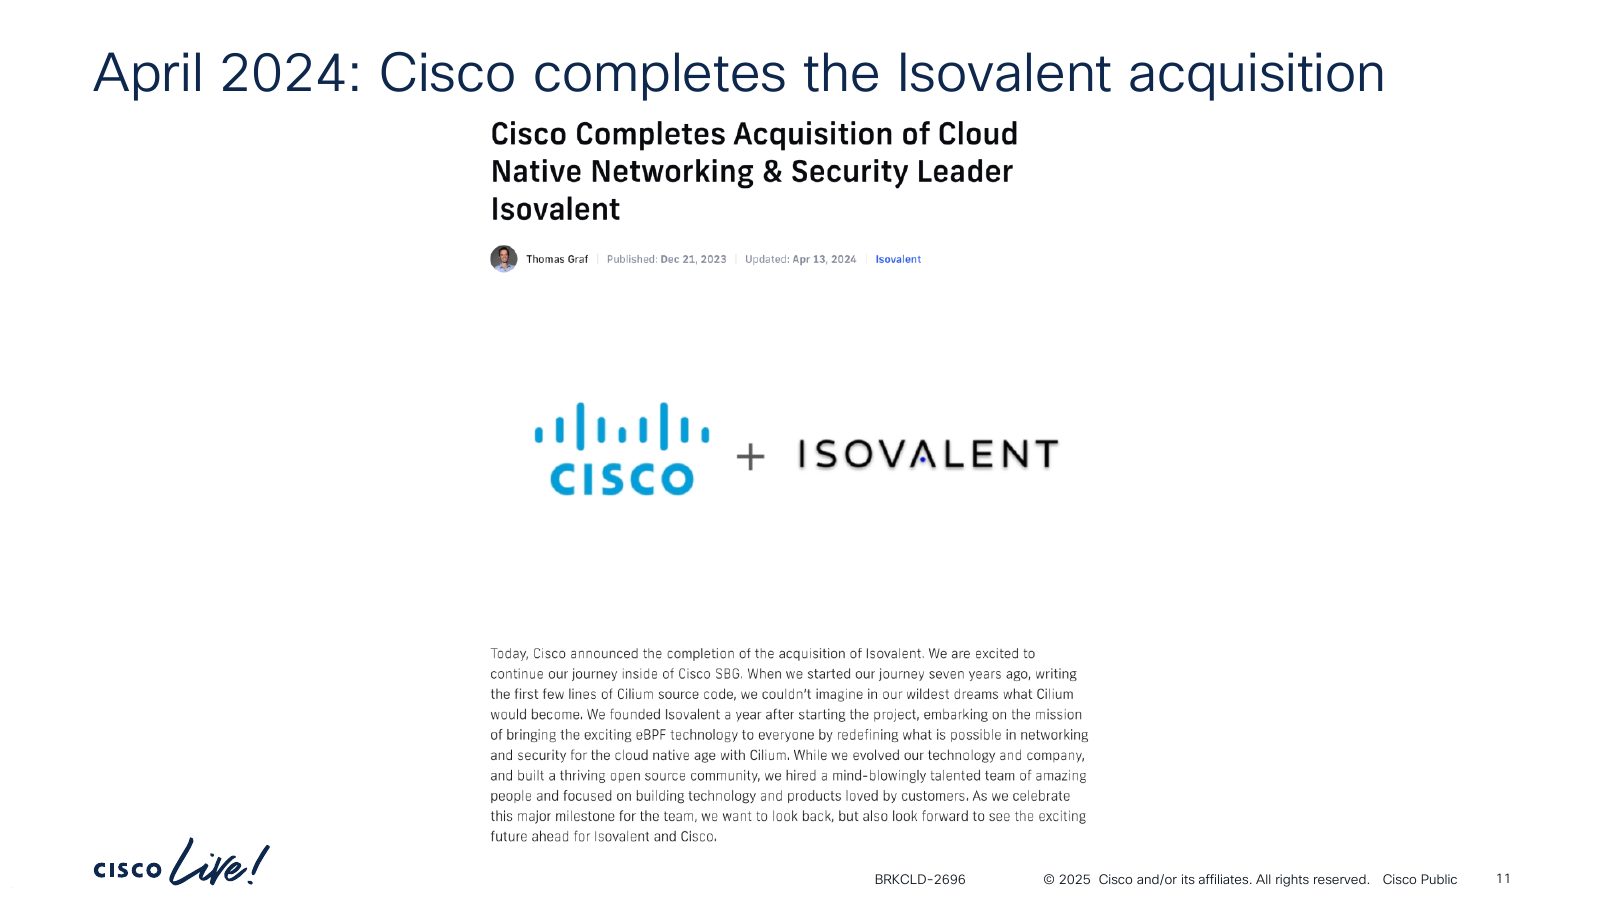 April 2024: Cisco completes the Isovalent acquisition
Cisco Completes Acquisition of Cloud
Native Networking & Security Leader
Isovalent
Thomas Graf | Published: Dec 21, 2023 | Updated: Apr 13, 2024 | Isovalent
CISCO + ISOVALENT
Today, Cisco announced the completion of the acquisition of Isovalent. We are excited to
continue our journey inside of Cisco SBG. When we started our journey seven years ago, writing
the first few lines of Cilium source code, we couldn't imagine in our wildest dreams what Cilium
would become. We founded Isovalent a year after starting the project, embarking on the mission
of bringing the exciting eBPF technology to everyone by redefining what is possible in networking
and security for the cloud native age with Cilium. While we evolved our technology and company,
and built a thriving open source community, we hired a mind-blowingly talented team of amazing
people and focused on building technology and products loved by customers. As we celebrate
this major milestone for the team, we want to look back, but also look forward to see the exciting
future ahead for Isovalent and Cisco.
CISCO Live!
BRKCLD-2696
© 2025 Cisco and/or its affiliates. All rights reserved. Cisco Public
11